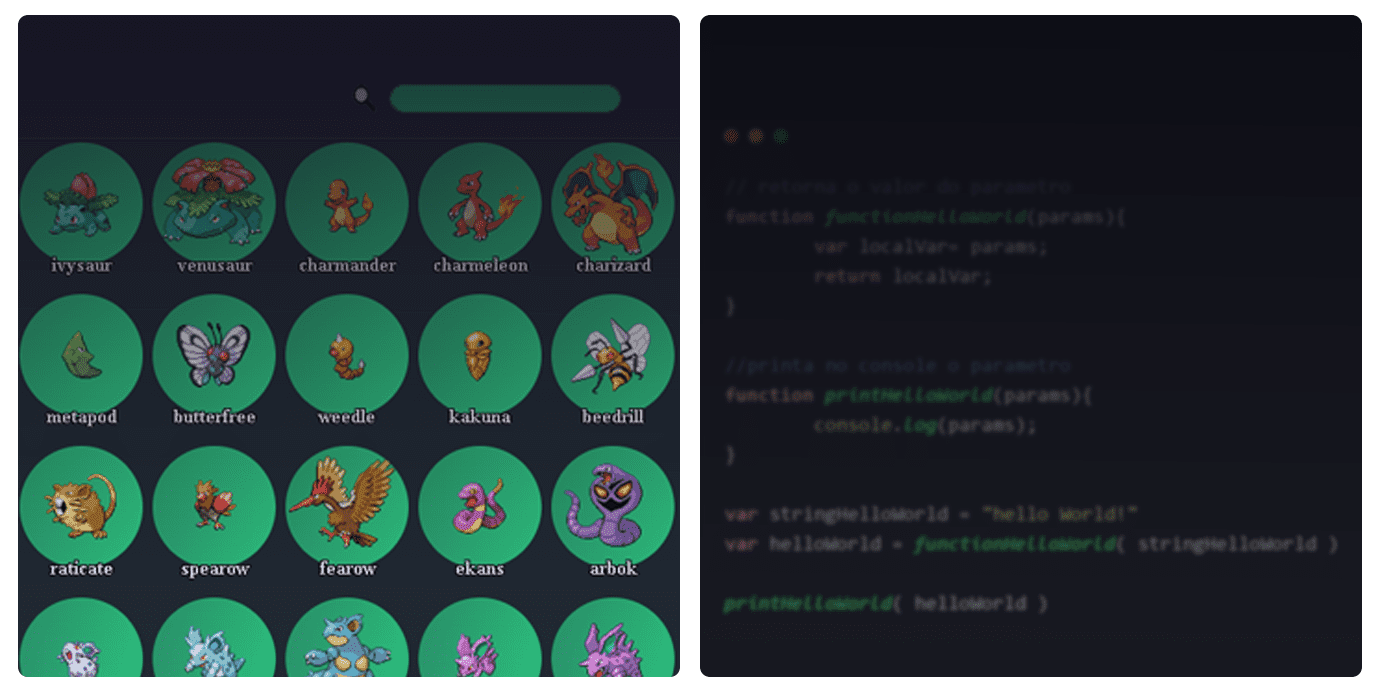 ivysaur venusaur charmander charmeleon charizard
metapod butterfree weedle kakuna beedrill
raticate spearow fearow ekans arbok
// retorna o valor do parametro
function functionHelloWorld(params){
var localVar= params;
return localVar;
}
//printa no console o parametro
function printHelloWorld(params){
console.log(params);
}
var stringHelloWorld = "hello World!"
var helloWorld = functionHelloWorld( stringHelloWorld )
printHelloWorld( helloWorld )